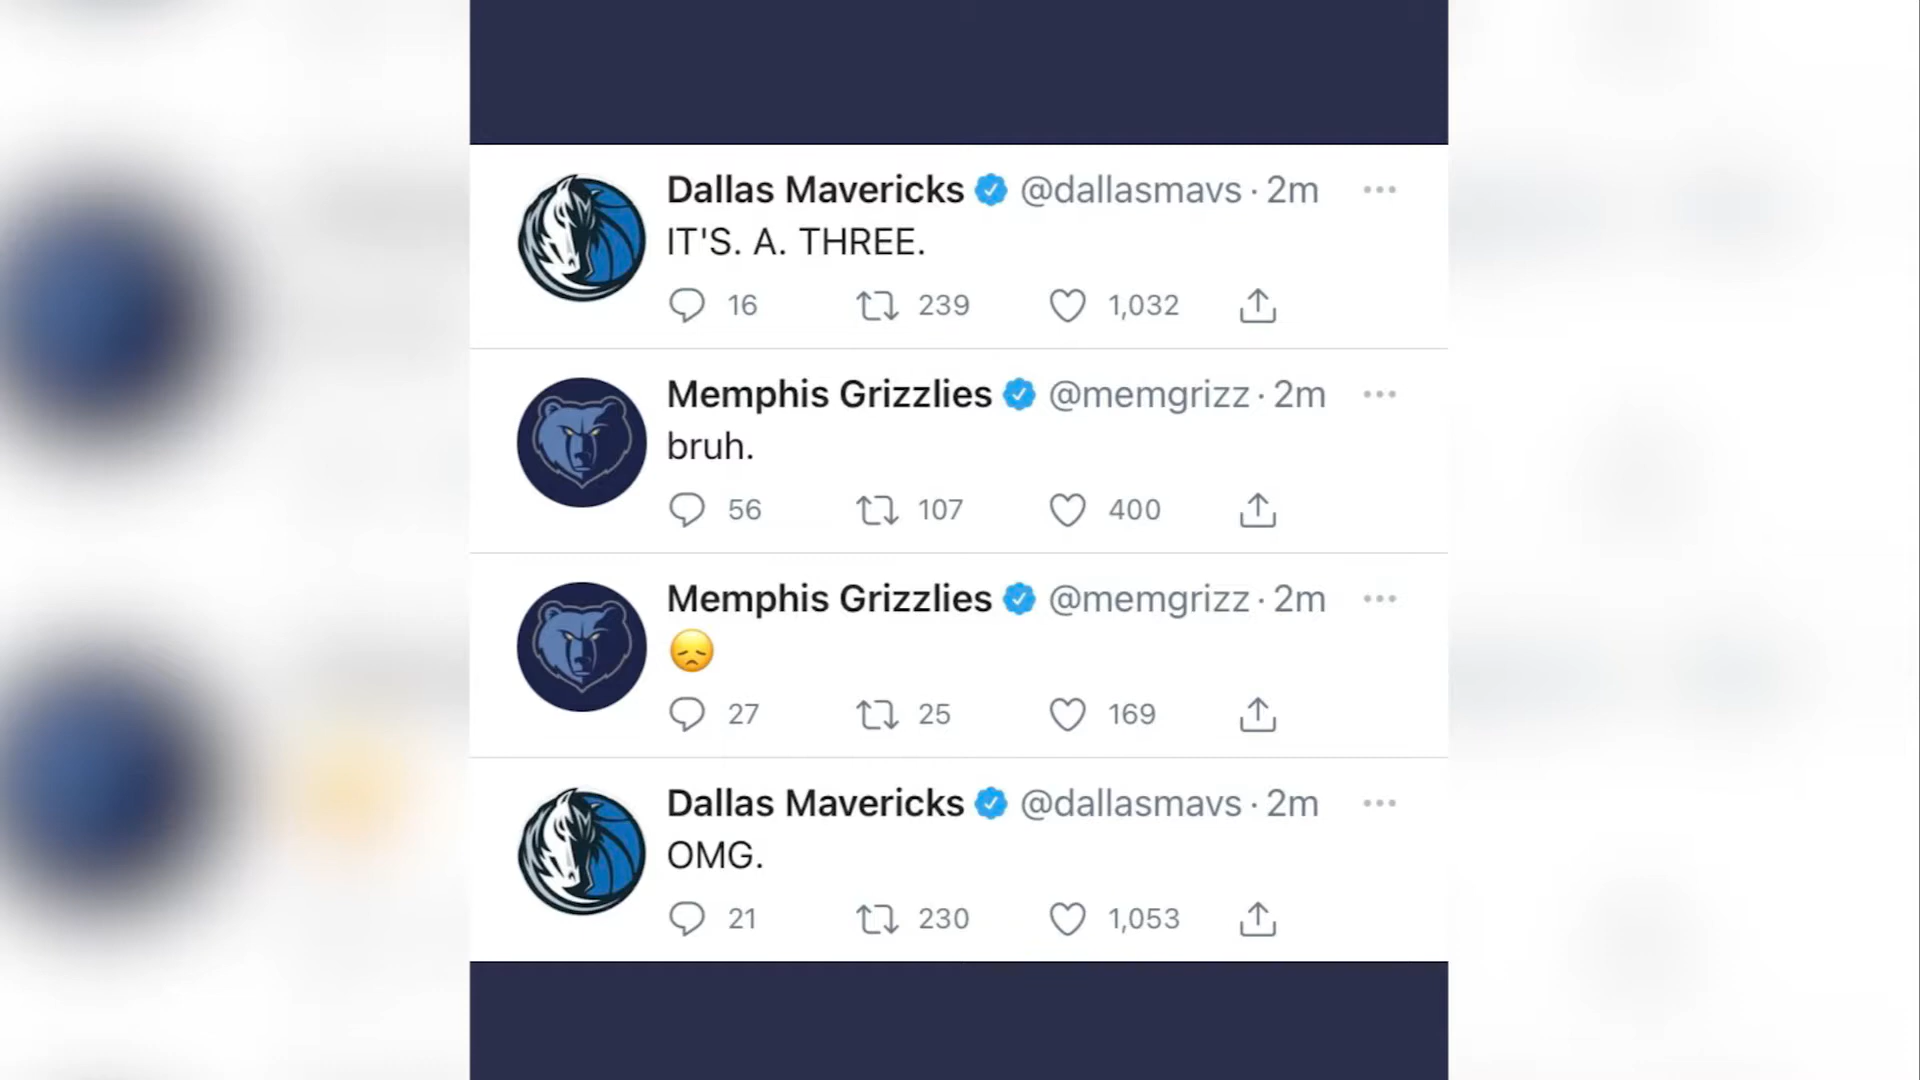 Dallas Mavericks @dallasmavs · 2m
IT'S. A. THREE.
16 239 1,032
Memphis Grizzlies @memgrizz · 2m
bruh.
56 107 400
Memphis Grizzlies @memgrizz · 2m
😞
27 25 169
Dallas Mavericks @dallasmavs · 2m
OMG.
21 230 1,053